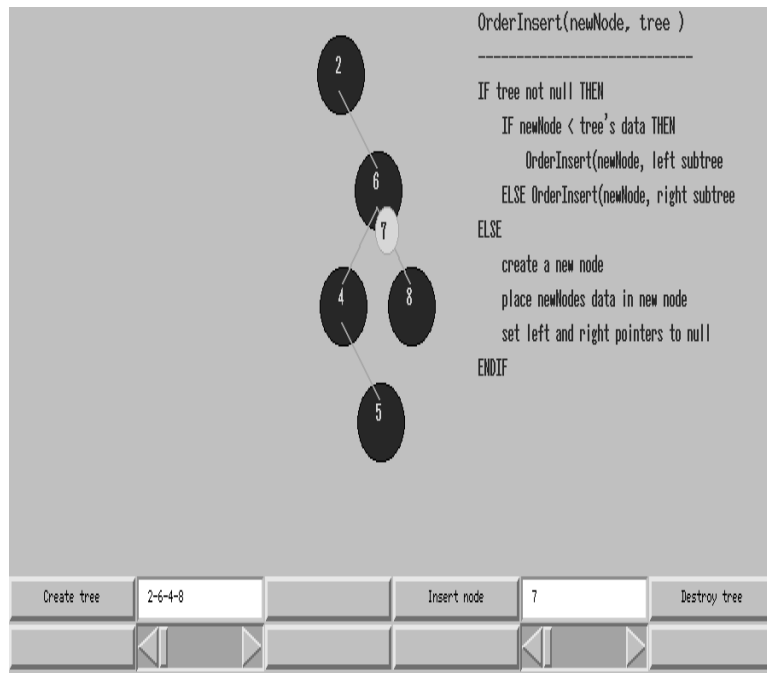 OrderInsert(newNode, tree )
----------------------------
IF tree not null THEN
IF newNode < tree's data THEN
OrderInsert(newNode, left subtree
ELSE OrderInsert(newNode, right subtree
ELSE
create a new node
place newNodes data in new node
set left and right pointers to null
ENDIF
2
6
7
4
8
5
Create tree
2-6-4-8
Insert node
7
Destroy tree